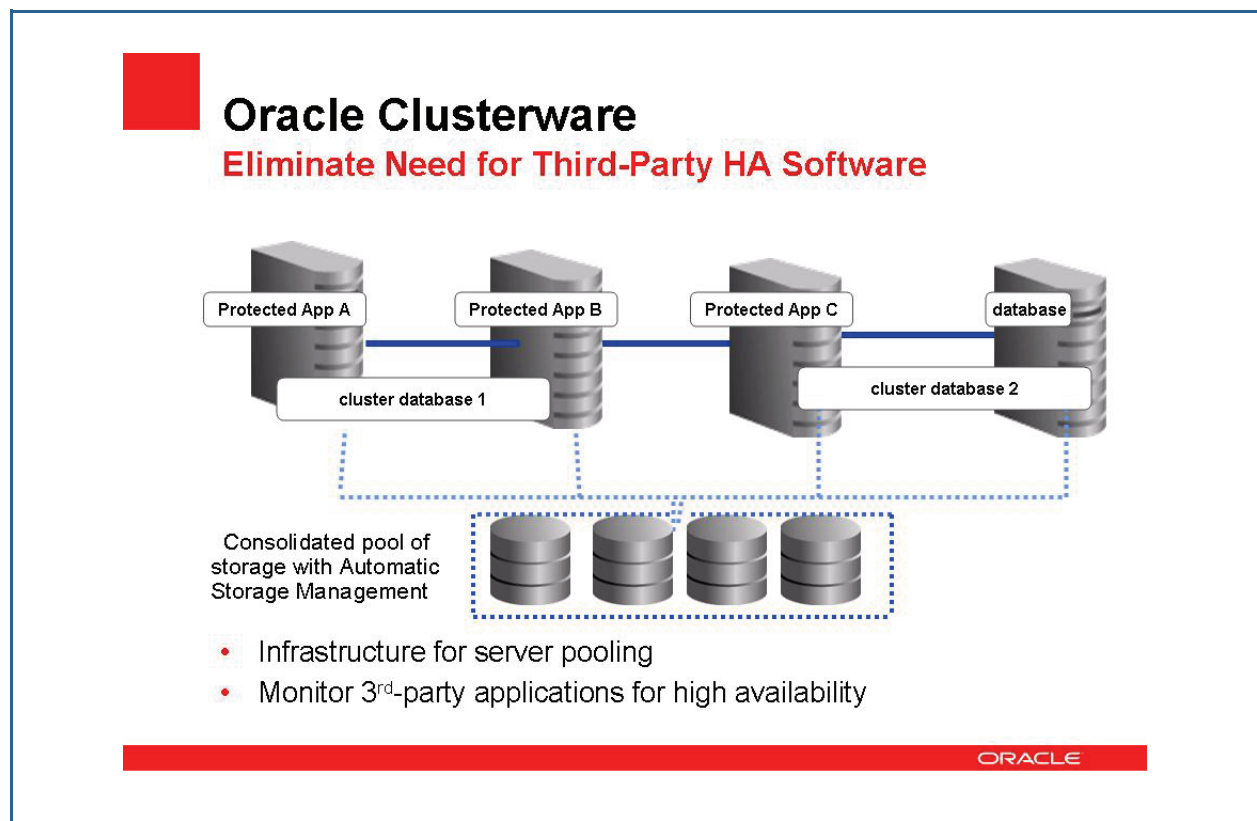 Oracle Clusterware
Eliminate Need for Third-Party HA Software
Protected App A
Protected App B
Protected App C
database
cluster database 1
cluster database 2
Consolidated pool of
storage with Automatic
Storage Management
• Infrastructure for server pooling
• Monitor 3rd-party applications for high availability
ORACLE